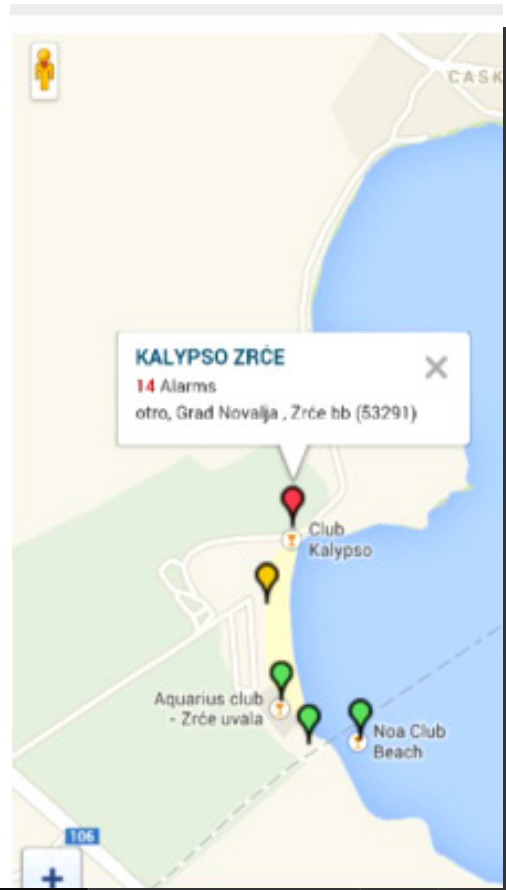 CASK
KALYPSO ZRĆE
14 Alarms
otro, Grad Novalja , Zrće bb (53291)
Club
Kalypso
Aquarius club
- Zrće uvala
Noa Club
Beach
106
+